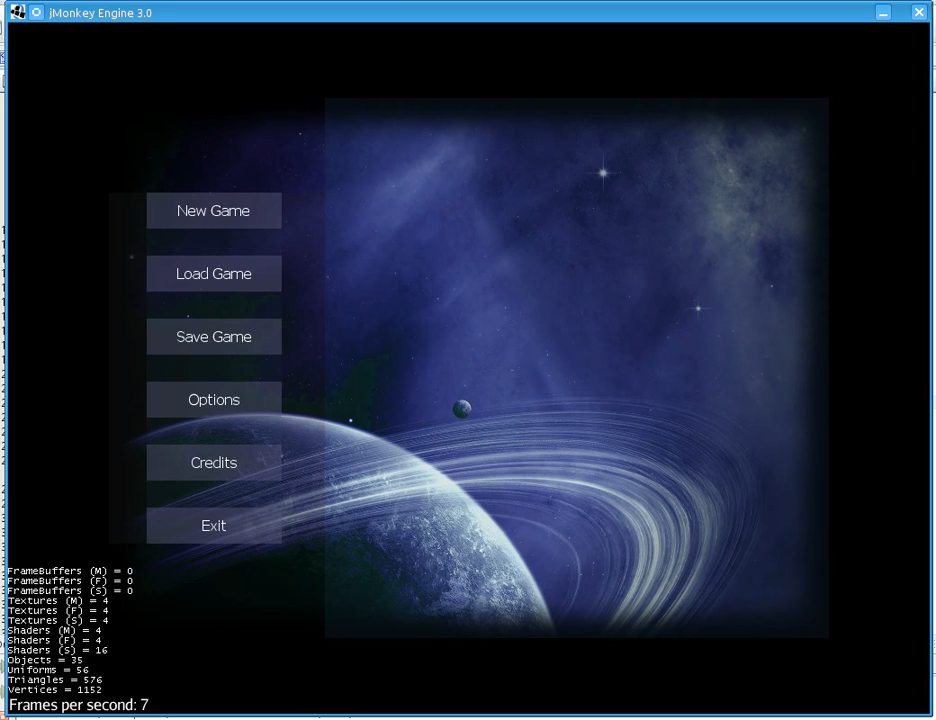 jMonkey Engine 3.0
New Game
Load Game
Save Game
Options
Credits
Exit
FrameBuffers (M) = 0
FrameBuffers (F) = 0
FrameBuffers (S) = 0
Textures (M) = 4
Textures (F) = 4
Textures (S) = 4
Shaders (M) = 4
Shaders (F) = 4
Shaders (S) = 16
Objects = 35
Uniforms = 56
Triangles = 576
Vertices = 1152
Frames per second: 7